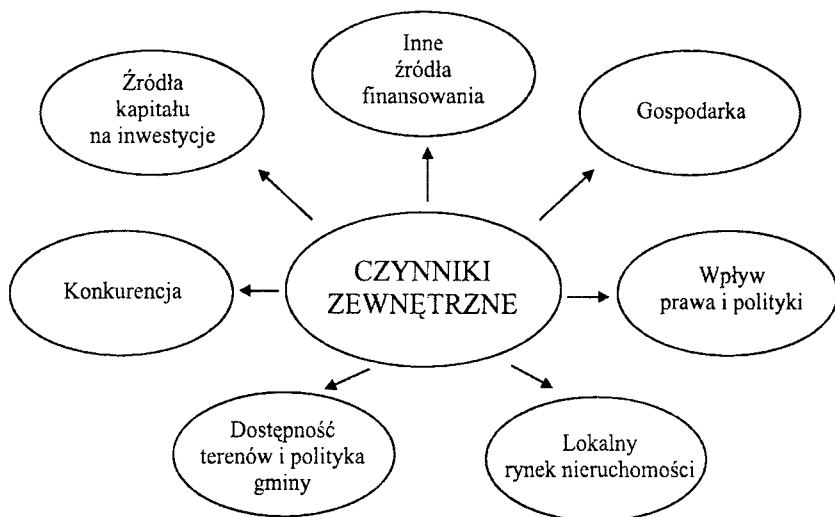 Inne
źródła
finansowania
Źródła
kapitału
na inwestycje
Gospodarka
CZYNNIKI
ZEWNĘTRZNE
Konkurencja
Wpływ
prawa i polityki
Dostępność
terenów i polityka
gminy
Lokalny
rynek nieruchomości